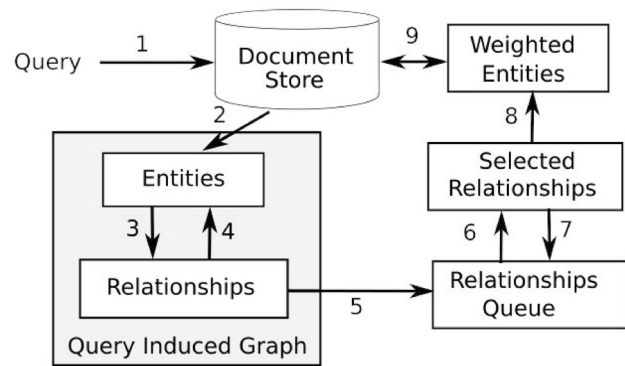 Query
1
Document
Store
9
Weighted
Entities
2
8
Entities
Selected
Relationships
3
4
6
7
Relationships
5
Relationships
Queue
Query Induced Graph